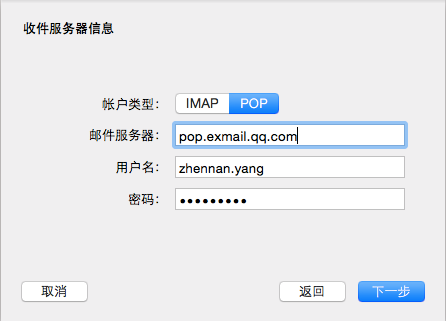 收件服务器信息
帐户类型： IMAP POP
邮件服务器： pop.exmail.qq.com
用户名： zhennan.yang
密码： •••••••••
取消 返回 下一步